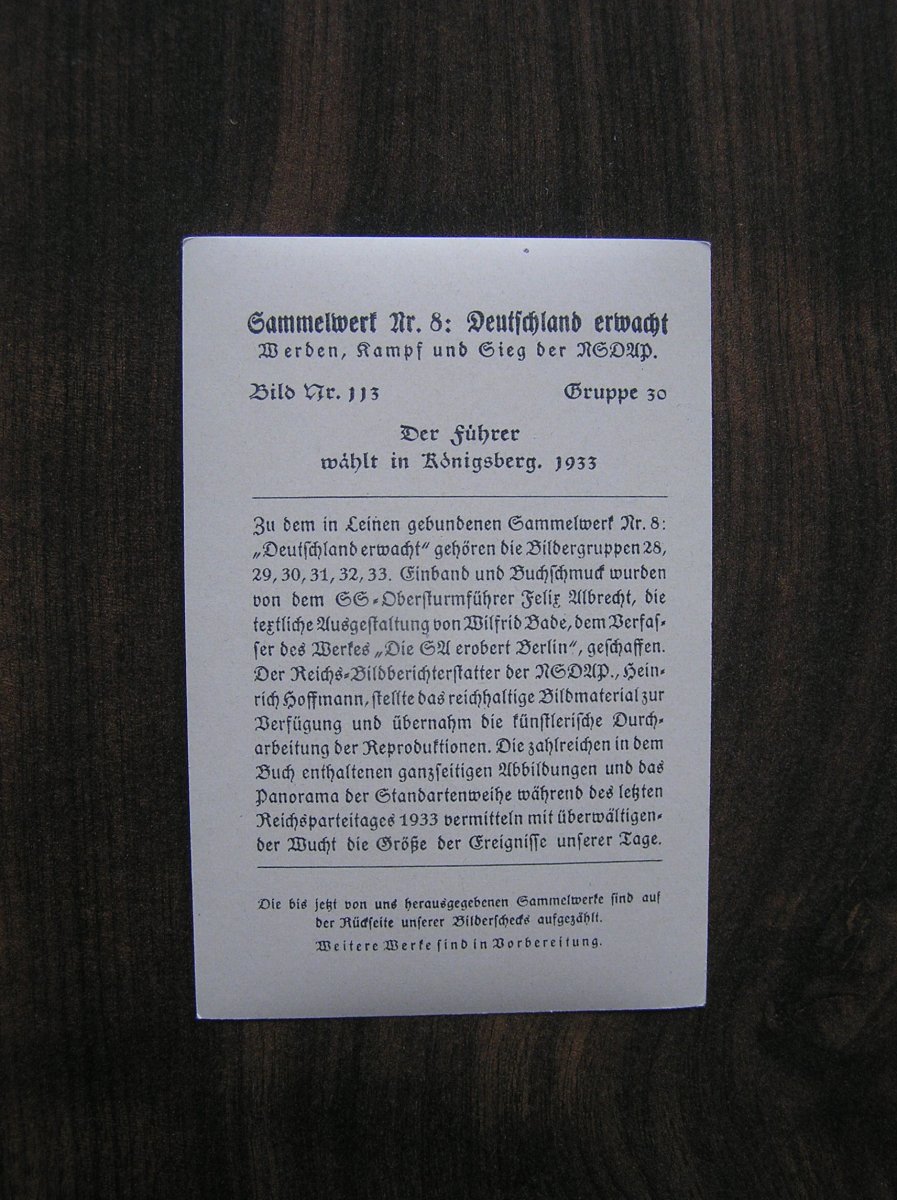 Sammelwerk Nr. 8: Deutschland erwacht
Werden, Kampf und Sieg der NSDAP.
Bild Nr. 113 Gruppe 30
Der Führer
wählt in Königsberg. 1933
Zu dem in Leinen gebundenen Sammelwerk Nr. 8:
„Deutschland erwacht“ gehören die Bildergruppen 28,
29, 30, 31, 32, 33. Einband und Buchschmuck wurden
von dem SS-Obersturmführer Felix Albrecht, die
textliche Ausgestaltung von Wilfrid Bade, dem Verfas-
ser des Werkes „Die SA erobert Berlin“, geschaffen.
Der Reichs-Bildberichterstatter der NSDAP., Hein-
rich Hoffmann, stellte das reichhaltige Bildmaterial zur
Verfügung und übernahm die künstlerische Durch-
arbeitung der Reproduktionen. Die zahlreichen in dem
Buch enthaltenen ganzseitigen Abbildungen und das
Panorama der Standartenweihe während des letzten
Reichsparteitages 1933 vermitteln mit überwältigen-
der Wucht die Größe der Ereignisse unserer Tage.
Die bis jetzt von uns herausgegebenen Sammelwerke sind auf
der Rückseite unserer Bilderschecks aufgezählt.
Weitere Werke sind in Vorbereitung.